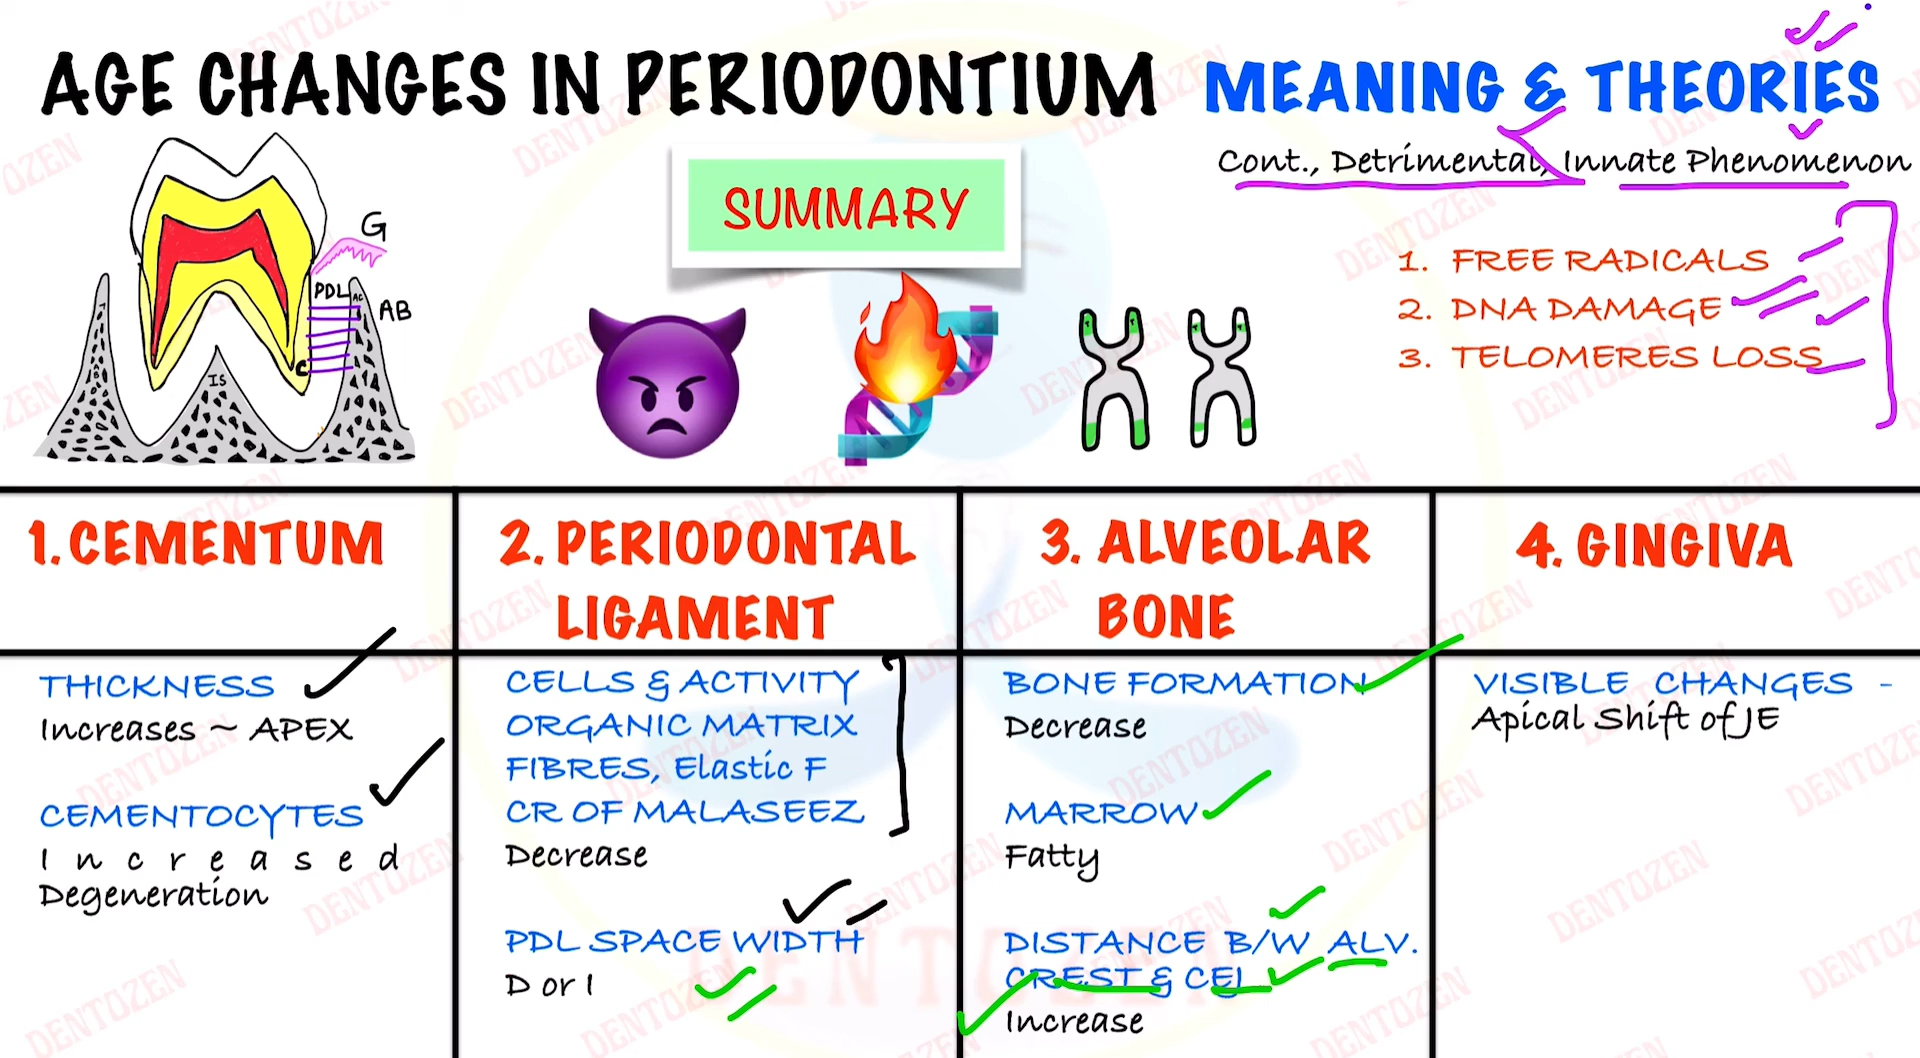 AGE CHANGES IN PERIODONTIUM
MEANING & THEORIES
Cont., Detrimental, Innate Phenomenon
SUMMARY
G
PDL
AC
AB
C
IS
1. FREE RADICALS
2. DNA DAMAGE
3. TELOMERES LOSS
1. CEMENTUM
THICKNESS
Increases ~ APEX
CEMENTOCYTES
Increased
Degeneration
2. PERIODONTAL
LIGAMENT
CELLS & ACTIVITY
ORGANIC MATRIX
FIBRES, Elastic F
CR OF MALASEEZ
Decrease
PDL SPACE WIDTH
D or I
3. ALVEOLAR
BONE
BONE FORMATION
Decrease
MARROW
Fatty
DISTANCE B/W ALV.
CREST & CEJ
Increase
4. GINGIVA
VISIBLE CHANGES -
Apical Shift of JE
DENTOZEN